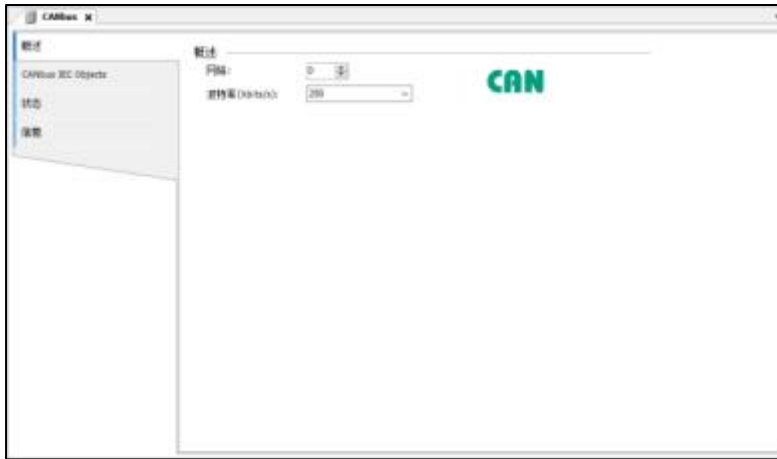 CANbus
概述
CANbus IEC Objects
状态
信息
概述
网络:
0
波特率(kbits/s):
250
CAN